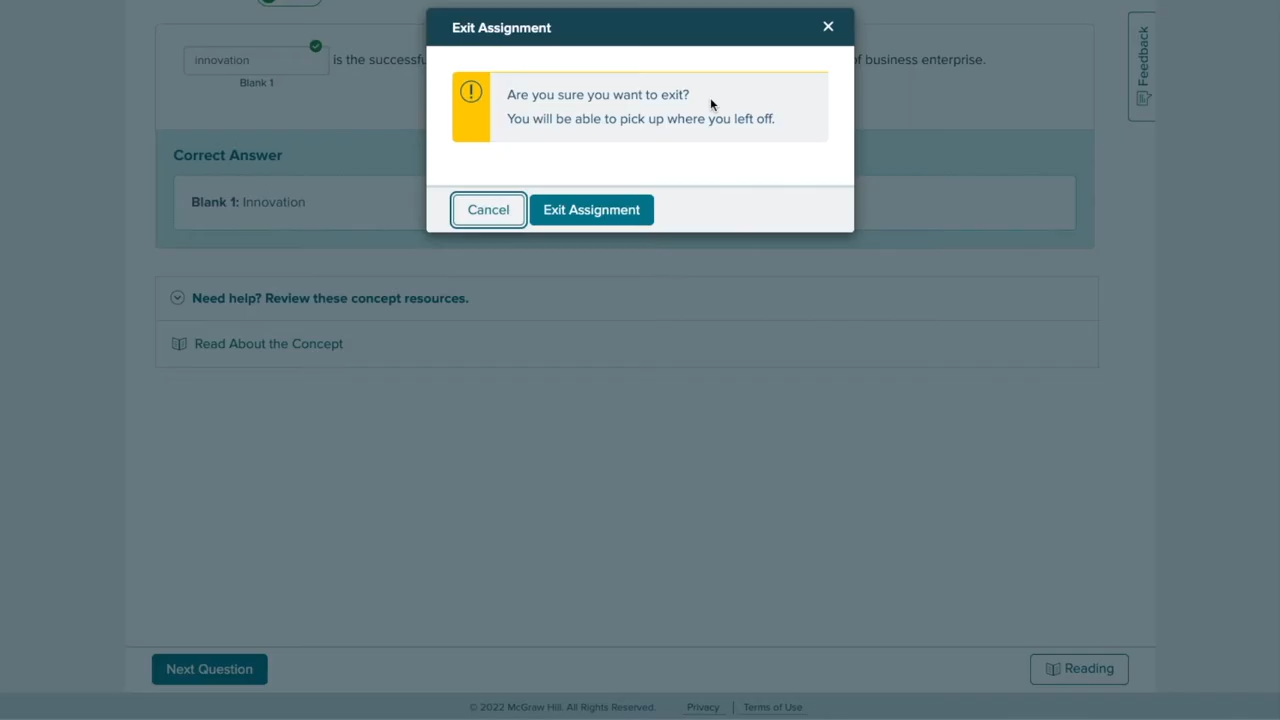 Exit Assignment
Are you sure you want to exit?
You will be able to pick up where you left off.
Cancel
Exit Assignment
innovation is the successfu of business enterprise.
Blank 1
Correct Answer
Blank 1: Innovation
Need help? Review these concept resources.
Read About the Concept
Feedback
Next Question
Reading
© 2022 McGraw Hill. All Rights Reserved. Privacy | Terms of Use